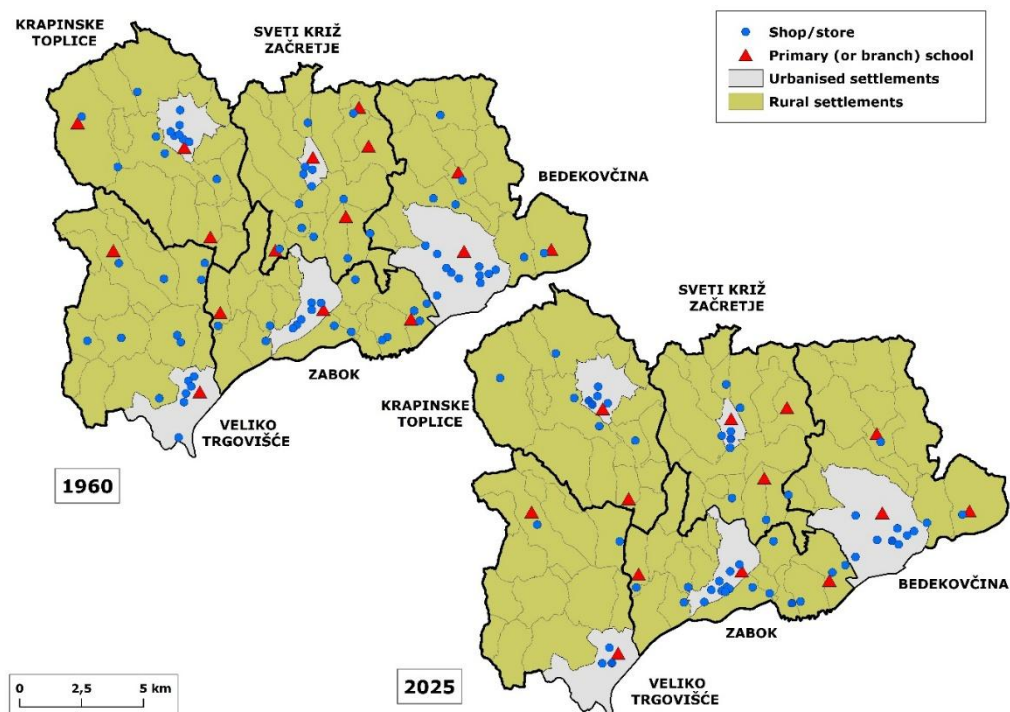 KRAPINSKE
TOPLICE
SVETI KRIŽ
ZAČRETJE
Shop/store
Primary (or branch) school
Urbanised settlements
Rural settlements
BEDEKOVČINA
SVETI KRIŽ
ZAČRETJE
ZABOK
KRAPINSKE
TOPLICE
VELIKO
TRGOVIŠĆE
1960
BEDEKOVČINA
ZABOK
VELIKO
TRGOVIŠĆE
2025
0 2,5 5 km